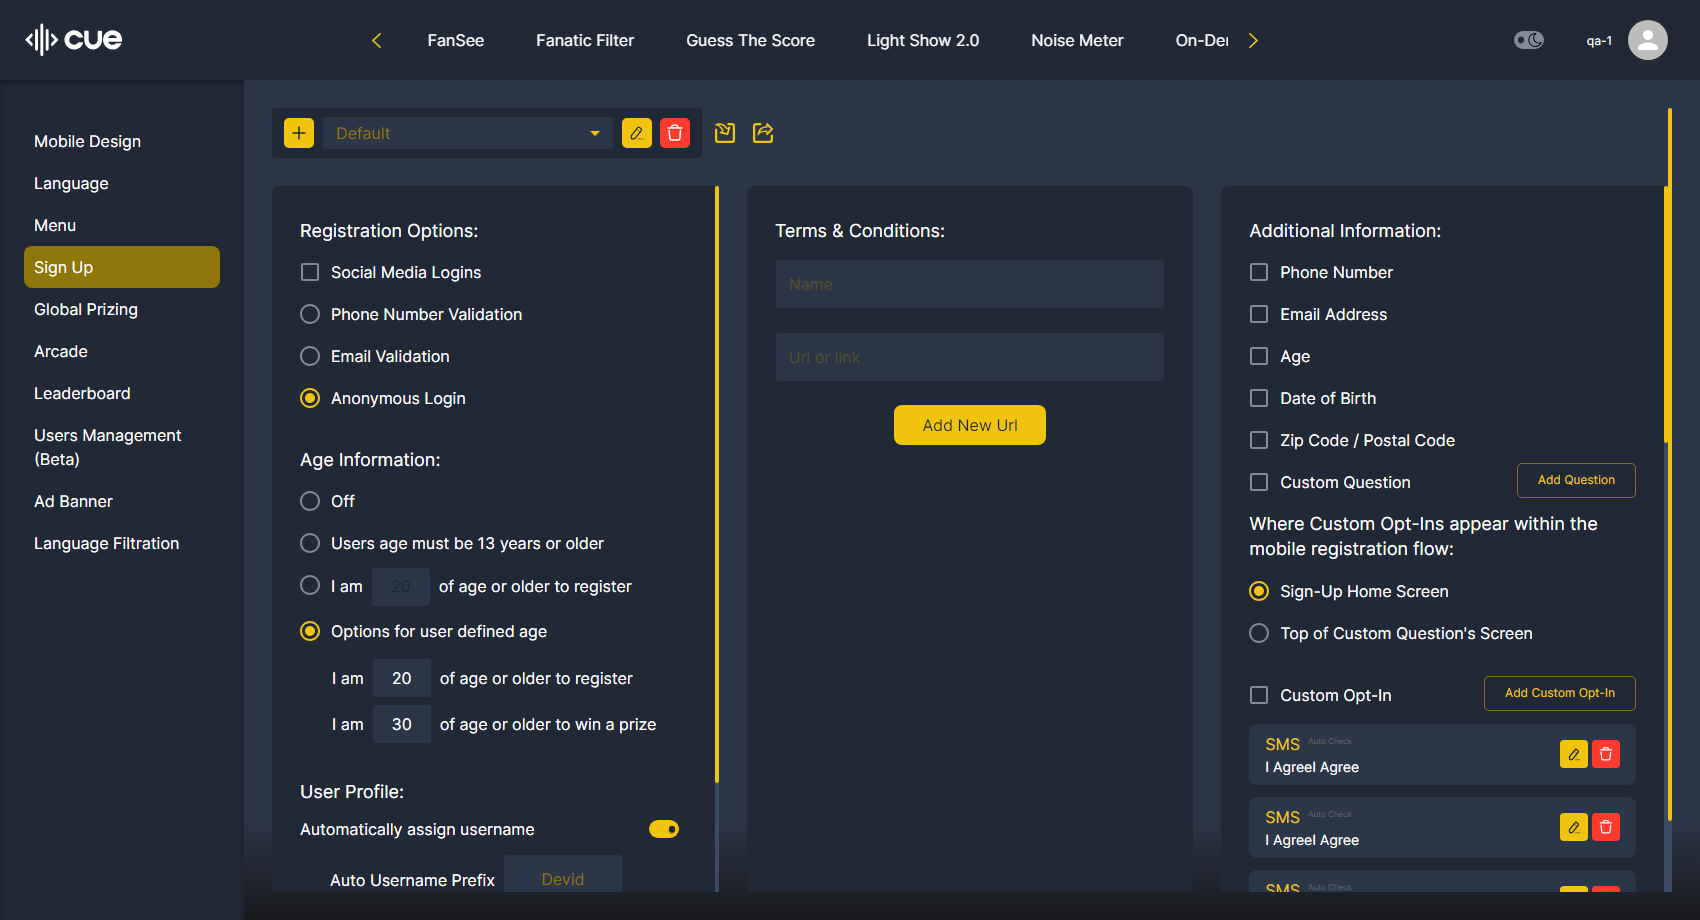 cue
FanSee
Fanatic Filter
Guess The Score
Light Show 2.0
Noise Meter
On-Der
qa-1
Mobile Design
Language
Menu
Sign Up
Global Prizing
Arcade
Leaderboard
Users Management
(Beta)
Ad Banner
Language Filtration
Default
Registration Options:
Social Media Logins
Phone Number Validation
Email Validation
Anonymous Login
Age Information:
Off
Users age must be 13 years or older
I am 20 of age or older to register
Options for user defined age
I am 20 of age or older to register
I am 30 of age or older to win a prize
User Profile:
Automatically assign username
Auto Username Prefix Devid
Terms & Conditions:
Name
Url or link
Add New Url
Additional Information:
Phone Number
Email Address
Age
Date of Birth
Zip Code / Postal Code
Custom Question
Add Question
Where Custom Opt-Ins appear within the
mobile registration flow:
Sign-Up Home Screen
Top of Custom Question's Screen
Custom Opt-In
Add Custom Opt-In
SMS Auto Check
I AgreeI Agree
SMS Auto Check
I AgreeI Agree
SMS Auto Check